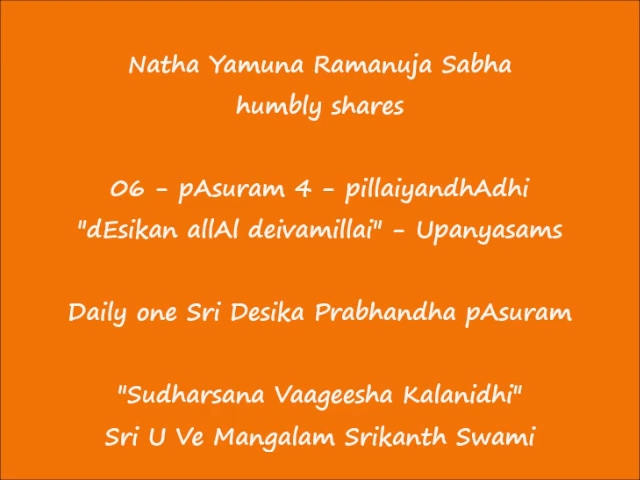 Natha Yamuna Ramanuja Sabha
humbly shares
06 - pAsuram 4 - pillaiyandhAdhi
"dEsikan allAl deivamillai" - Upanyasams
Daily one Sri Desika Prabhandha pAsuram
"Sudharsana Vaageesha Kalanidhi"
Sri U Ve Mangalam Srikanth Swami